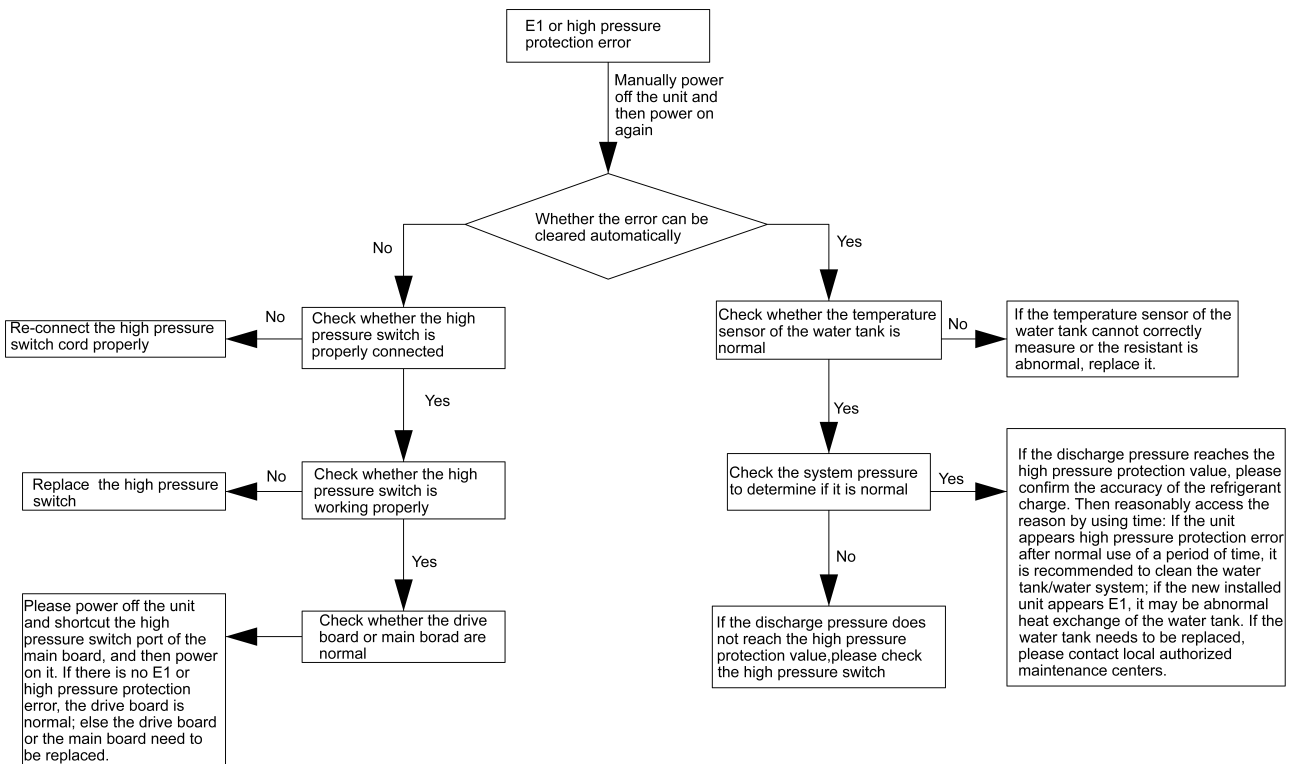 E1 or high pressure
protection error
Manually power
off the unit and
then power on
again
Whether the error can be
cleared automatically
No
Yes
Check whether the high
pressure switch is
properly connected
No
Re-connect the high pressure
switch cord properly
Yes
Check whether the high
pressure switch is
working properly
No
Replace the high pressure
switch
Yes
Check whether the drive
board or main borad are
normal
Please power off the unit
and shortcut the high
pressure switch port of the
main board, and then power
on it. If there is no E1 or
high pressure protection
error, the drive board is
normal; else the drive board
or the main board need to
be replaced.
Check whether the temperature
sensor of the water tank is
normal
No
If the temperature sensor of the
water tank cannot correctly
measure or the resistant is
abnormal, replace it.
Yes
Check the system pressure
to determine if it is normal
Yes
If the discharge pressure reaches the
high pressure protection value, please
confirm the accuracy of the refrigerant
charge. Then reasonably access the
reason by using time: If the unit
appears high pressure protection error
after normal use of a period of time, it
is recommended to clean the water
tank/water system; if the new installed
unit appears E1, it may be abnormal
heat exchange of the water tank. If the
water tank needs to be replaced,
please contact local authorized
maintenance centers.
No
If the discharge pressure does
not reach the high pressure
protection value,please check
the high pressure switch